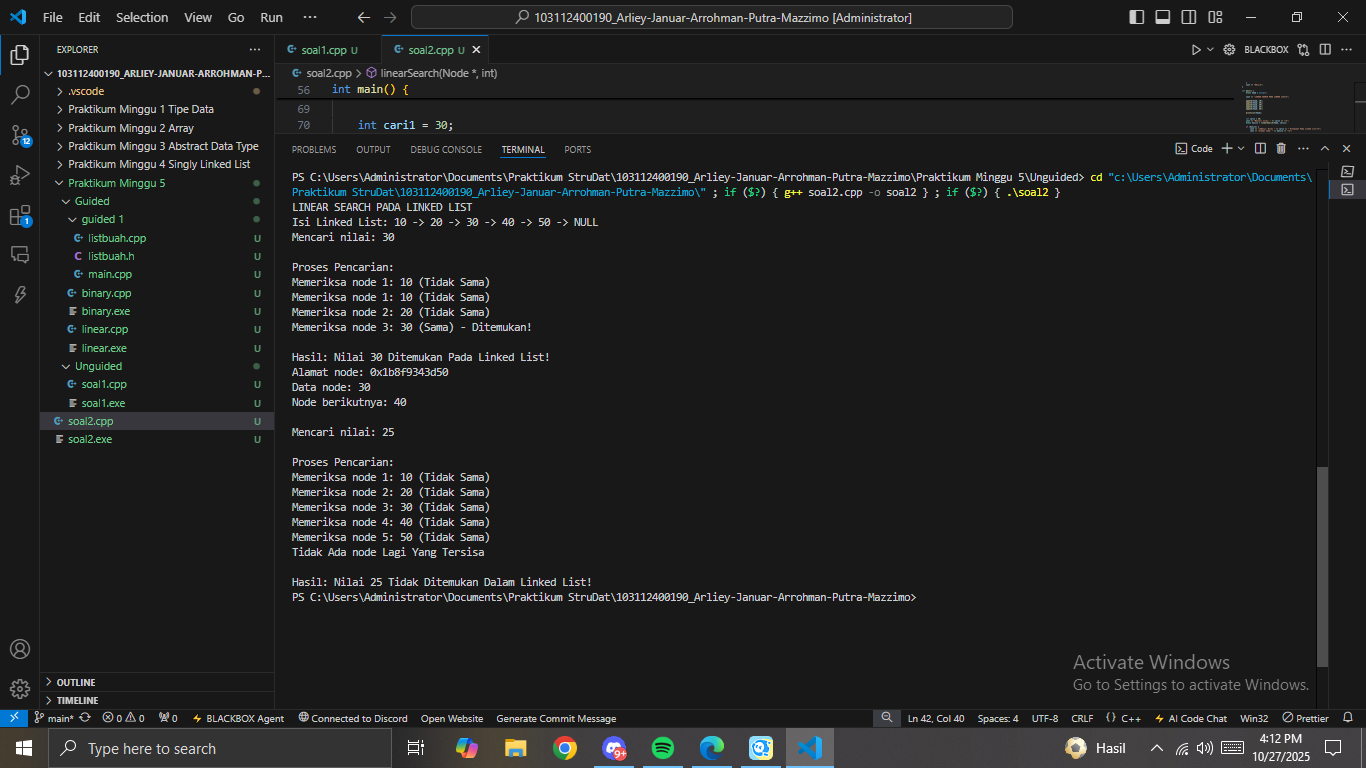 File Edit Selection View Go Run ··· 103112400190_Arliey-Januar-Arrohman-Putra-Mazzimo [Administrator]
EXPLORER ···
103112400190_ARLIEY-JANUAR-ARROHMAN-P...
.vscode
Praktikum Minggu 1 Tipe Data
Praktikum Minggu 2 Array
Praktikum Minggu 3 Abstract Data Type
Praktikum Minggu 4 Singly Linked List
Praktikum Minggu 5
Guided
guided 1
listbuah.cpp U
listbuah.h U
main.cpp U
binary.cpp U
binary.exe U
linear.cpp U
linear.exe U
Unguided
soal1.cpp U
soal1.exe U
soal2.cpp U
soal2.exe U
OUTLINE
TIMELINE
12
1
soal1.cpp U soal2.cpp U BLACKBOX
soal2.cpp > linearSearch(Node *, int)
56 int main() {
69
70 int cari1 = 30;
PROBLEMS OUTPUT DEBUG CONSOLE TERMINAL PORTS Code
PS C:\Users\Administrator\Documents\Praktikum StruDat\103112400190_Arliey-Januar-Arrohman-Putra-Mazzimo\Praktikum Minggu 5\Unguided> cd "c:\Users\Administrator\Documents\
Praktikum StruDat\103112400190_Arliey-Januar-Arrohman-Putra-Mazzimo\" ; if ($?) { g++ soal2.cpp -o soal2 } ; if ($?) { .\soal2 }
LINEAR SEARCH PADA LINKED LIST
Isi Linked List: 10 -> 20 -> 30 -> 40 -> 50 -> NULL
Mencari nilai: 30
Proses Pencarian:
Memeriksa node 1: 10 (Tidak Sama)
Memeriksa node 1: 10 (Tidak Sama)
Memeriksa node 2: 20 (Tidak Sama)
Memeriksa node 3: 30 (Sama) - Ditemukan!
Hasil: Nilai 30 Ditemukan Pada Linked List!
Alamat node: 0x1b8f9343d50
Data node: 30
Node berikutnya: 40
Mencari nilai: 25
Proses Pencarian:
Memeriksa node 1: 10 (Tidak Sama)
Memeriksa node 2: 20 (Tidak Sama)
Memeriksa node 3: 30 (Tidak Sama)
Memeriksa node 4: 40 (Tidak Sama)
Memeriksa node 5: 50 (Tidak Sama)
Tidak Ada node Lagi Yang Tersisa
Hasil: Nilai 25 Tidak Ditemukan Dalam Linked List!
PS C:\Users\Administrator\Documents\Praktikum StruDat\103112400190_Arliey-Januar-Arrohman-Putra-Mazzimo>
Activate Windows
Go to Settings to activate Windows.
main* 0 0 0 BLACKBOX Agent Connected to Discord Open Website Generate Commit Message Ln 42, Col 40 Spaces: 4 UTF-8 CRLF {} C++ AI Code Chat Win32 Prettier
Type here to search 9+ Hasil 4:12 PM
10/27/2025